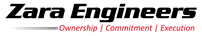 Zara Engineers
Ownership | Commitment | Execution